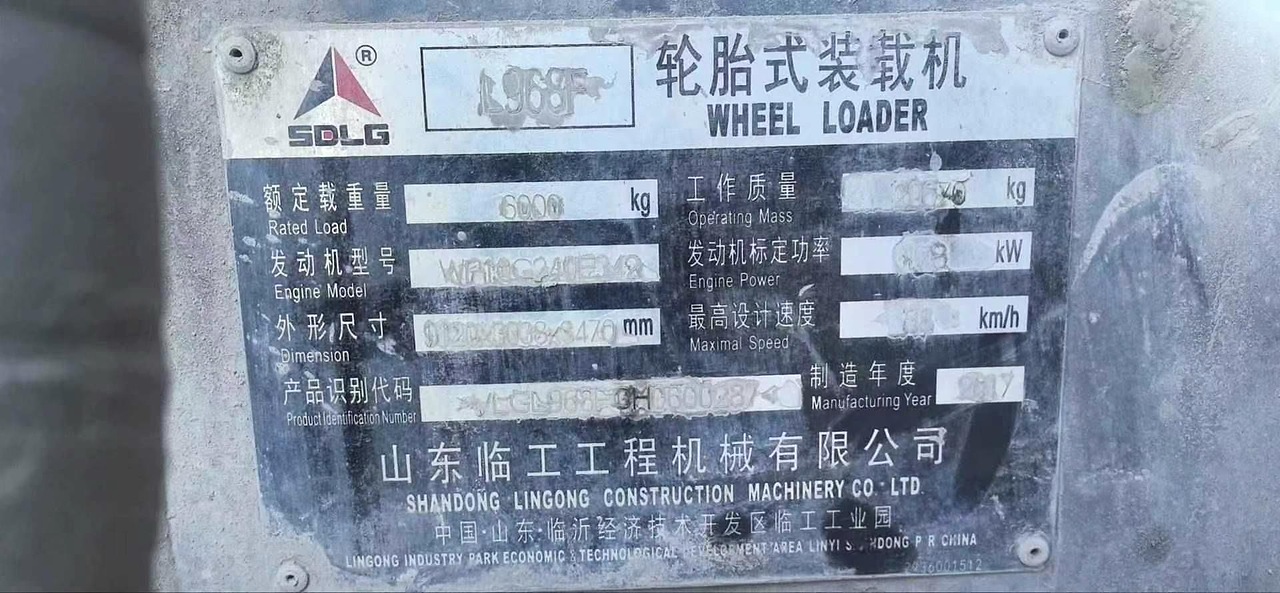 SDLG ®
L968F
轮胎式装载机
WHEEL LOADER
额定载重量 6000 kg
Rated Load
工作质量 kg
Operating Mass
发动机型号
Engine Model
发动机标定功率 kW
Engine Power
外形尺寸 mm
Dimension
最高设计速度 km/h
Maximal Speed
产品识别代码
Product Identification Number
制造年度 2017
Manufacturing Year
山东临工工程机械有限公司
SHANDONG LINGONG CONSTRUCTION MACHINERY CO LTD.
中国·山东·临沂经济技术开发区临工工业园
LINGONG INDUSTRY PARK ECONOMIC & TECHNOLOGICAL DEVELOPMENT AREA LINYI SHANDONG P R CHINA
2936001512